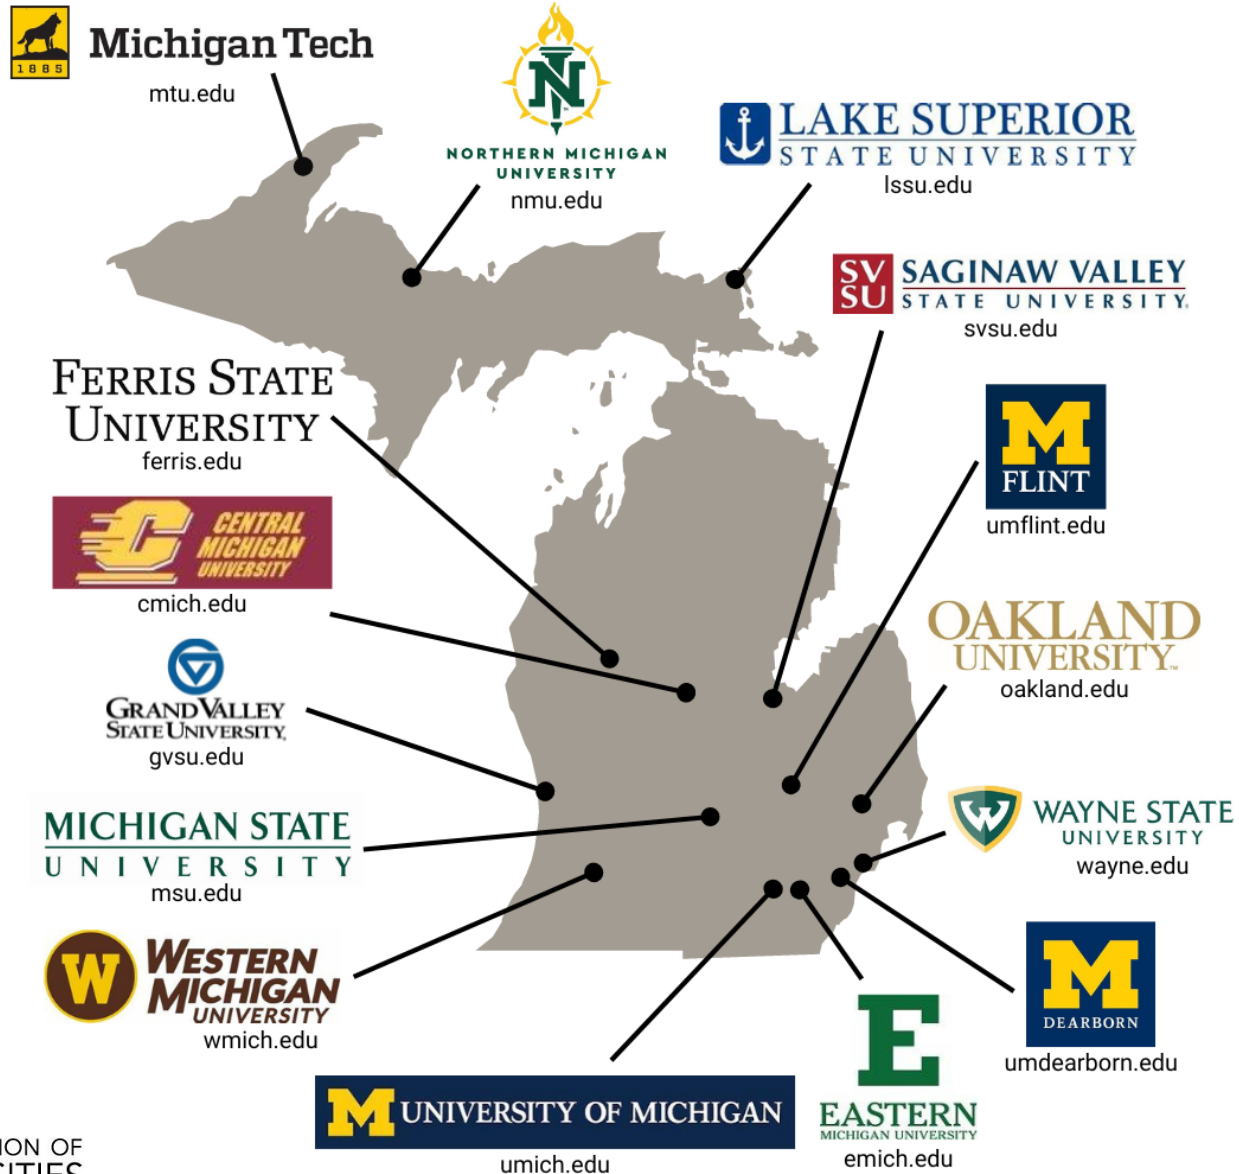 1885
Michigan Tech
mtu.edu
N
NORTHERN MICHIGAN
UNIVERSITY
nmu.edu
LAKE SUPERIOR
STATE UNIVERSITY
lssu.edu
SV
SU
SAGINAW VALLEY
STATE UNIVERSITY
svsu.edu
FERRIS STATE
UNIVERSITY
ferris.edu
M
FLINT
umflint.edu
C
CENTRAL
MICHIGAN
UNIVERSITY
cmich.edu
OAKLAND
UNIVERSITY™
oakland.edu
GRAND VALLEY
STATE UNIVERSITY
gvsu.edu
MICHIGAN STATE
UNIVERSITY
msu.edu
W
WAYNE STATE
UNIVERSITY
wayne.edu
W
WESTERN
MICHIGAN
UNIVERSITY
wmich.edu
M
DEARBORN
umdearborn.edu
M UNIVERSITY OF MICHIGAN
umich.edu
E
EASTERN
MICHIGAN UNIVERSITY
emich.edu
ION OF